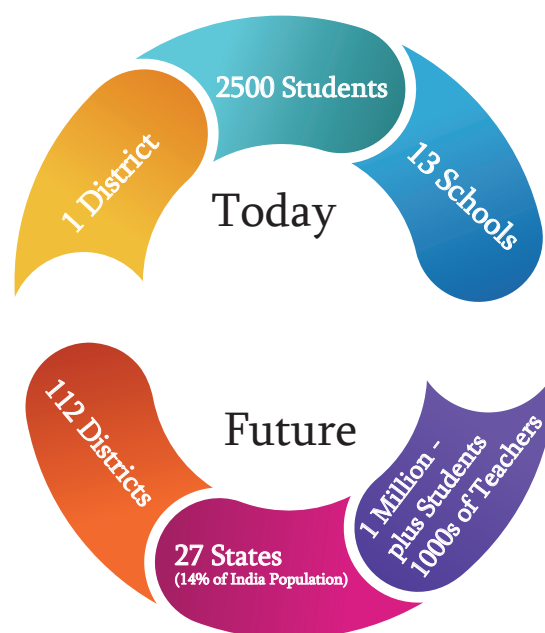 1 District
2500 Students
13 Schools
Today
112 Districts
Future
27 States
(14% of India Population)
1 Million -
plus Students
1000s of Teachers